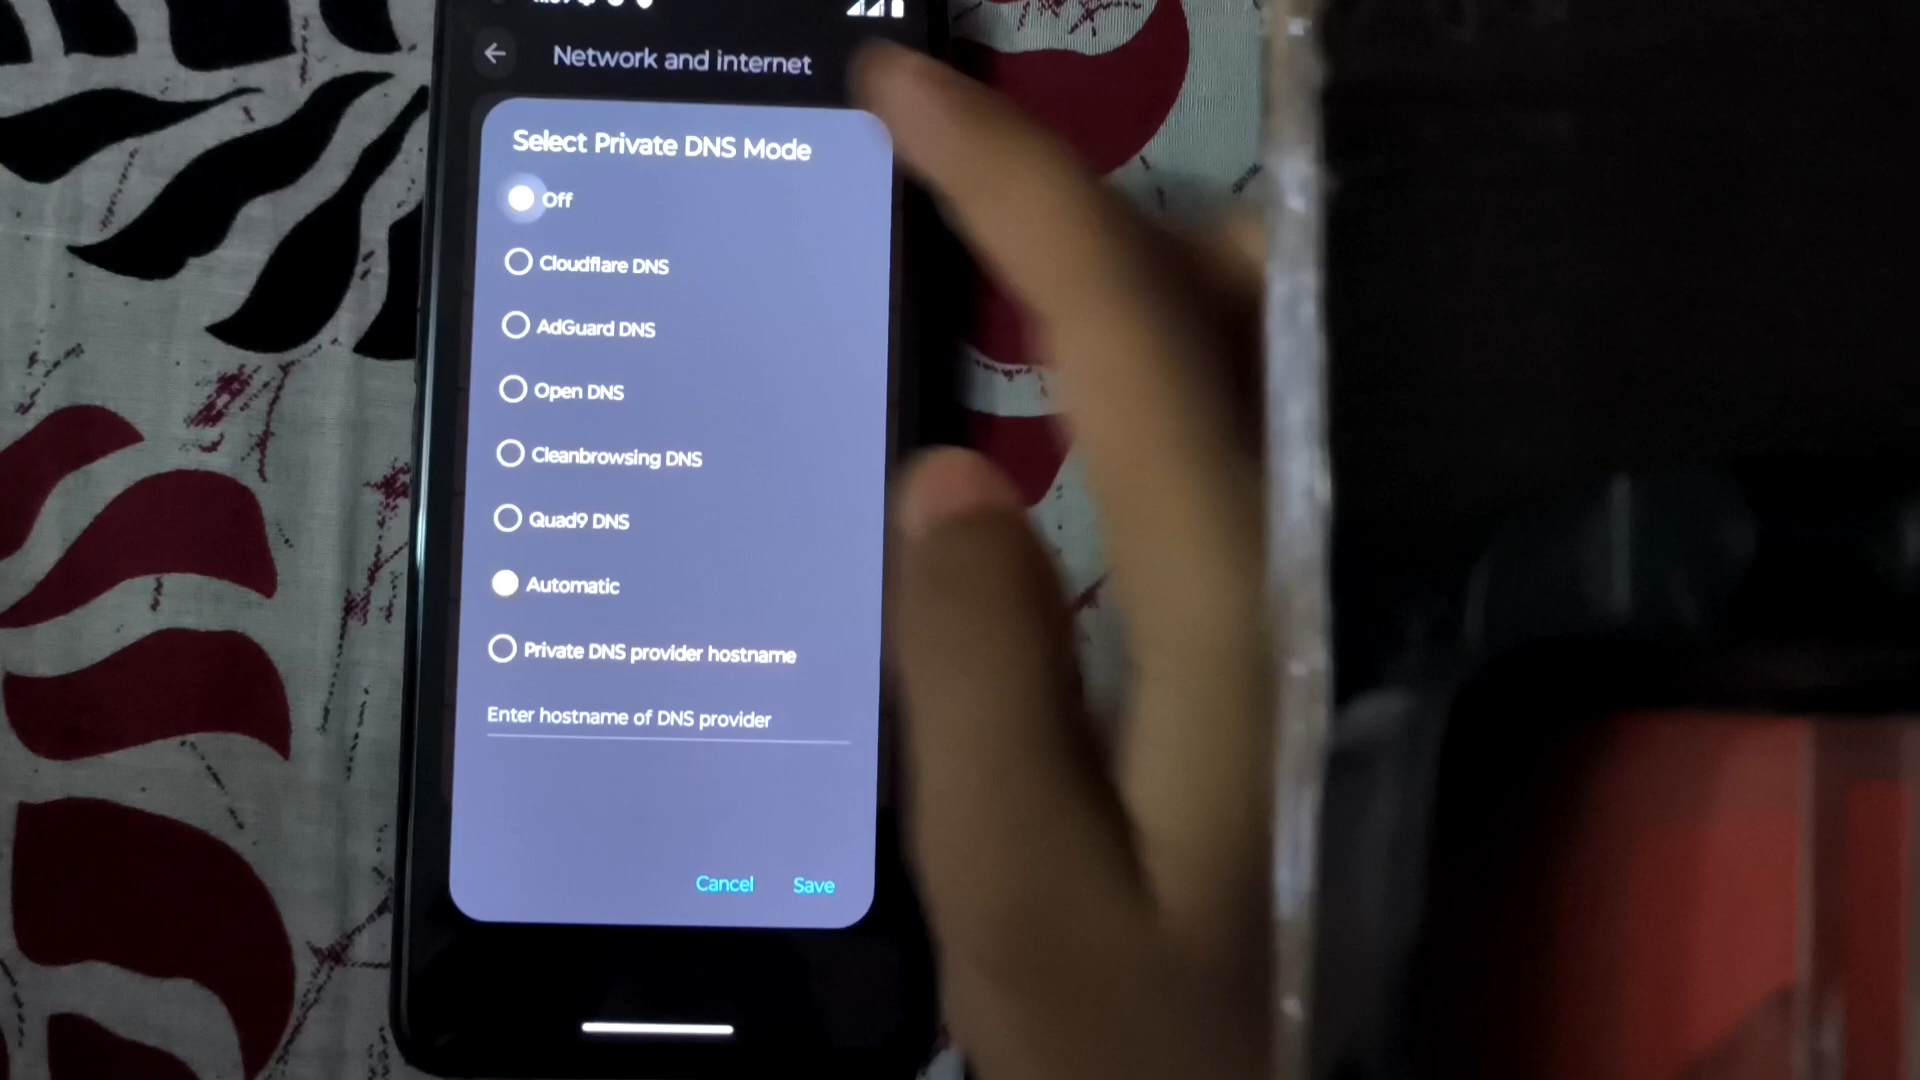 Network and internet
Select Private DNS Mode
Off
Cloudflare DNS
AdGuard DNS
Open DNS
Cleanbrowsing DNS
Quad9 DNS
Automatic
Private DNS provider hostname
Enter hostname of DNS provider
Cancel Save